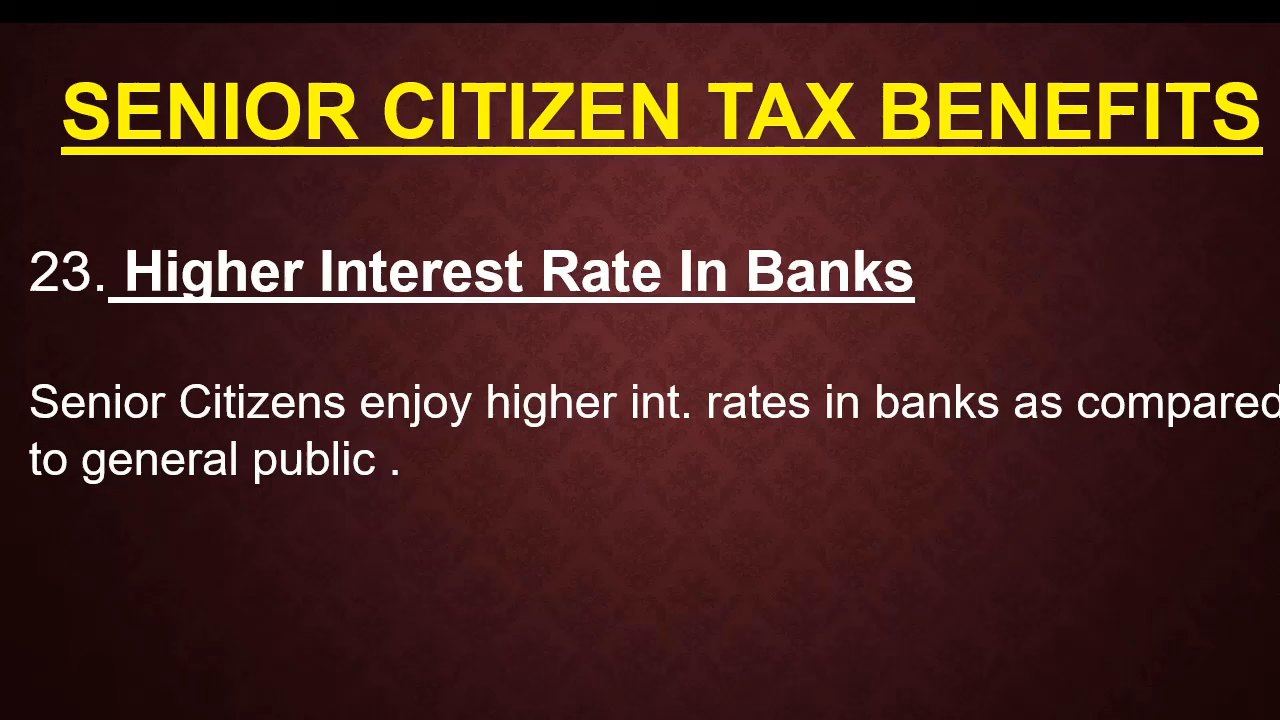 SENIOR CITIZEN TAX BENEFITS
23. Higher Interest Rate In Banks
Senior Citizens enjoy higher int. rates in banks as compared
to general public .